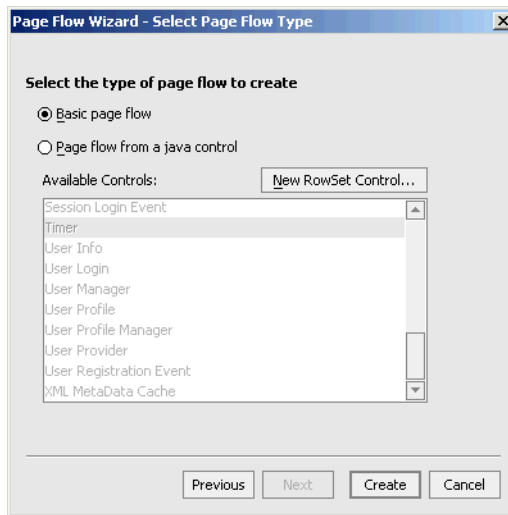 Page Flow Wizard - Select Page Flow Type
Select the type of page flow to create
Basic page flow
Page flow from a java control
Available Controls:
New RowSet Control...
Session Login Event
Timer
User Info
User Login
User Manager
User Profile
User Profile Manager
User Provider
User Registration Event
XML MetaData Cache
Previous
Next
Create
Cancel